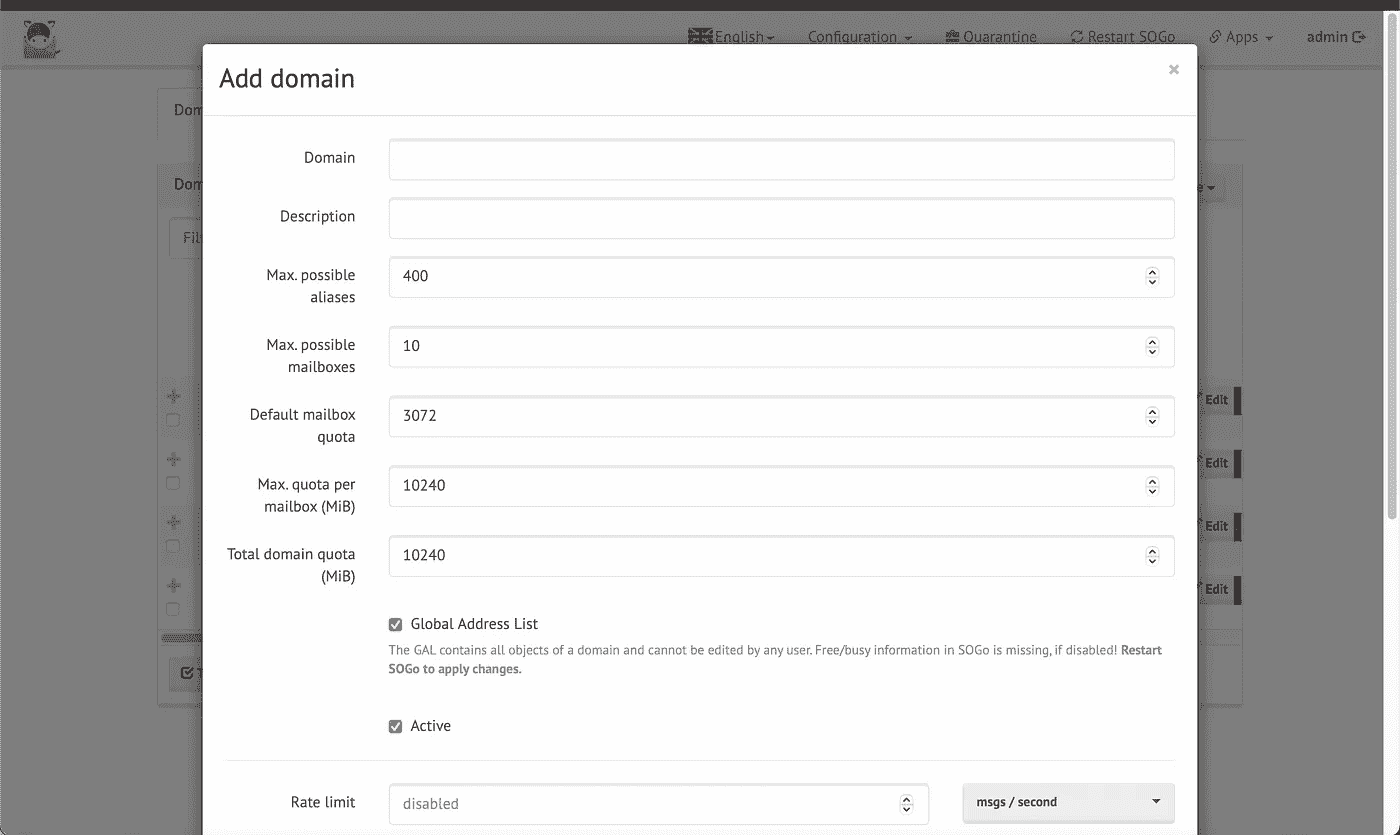 English
Configuration
Quarantine
Restart SOGo
Apps
admin
Add domain
×
Domain
Description
Max. possible
aliases
400
Max. possible
mailboxes
10
Default mailbox
quota
3072
Max. quota per
mailbox (MiB)
10240
Total domain quota
(MiB)
10240
Global Address List
The GAL contains all objects of a domain and cannot be edited by any user. Free/busy information in SOGo is missing, if disabled! Restart
SOGo to apply changes.
Active
Rate limit
disabled
msgs / second
Edit
Edit
Edit
Edit